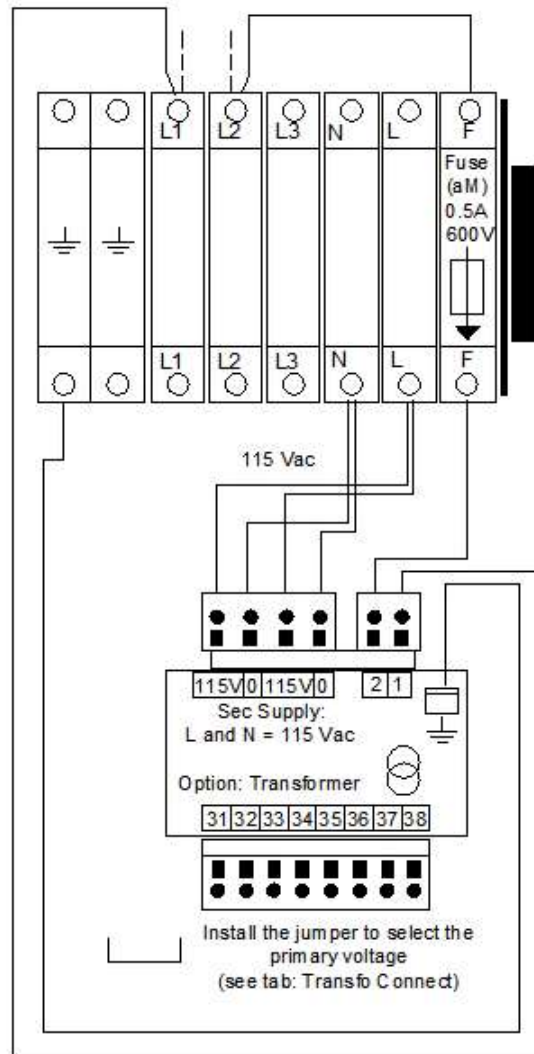 L1 L2 L3 N L F
Fuse
(aM)
0.5A
600V
L1 L2 L3 N L F
115 Vac
115V 0 115V 0 2 1
Sec Supply:
L and N = 115 Vac
Option: Transformer
31 32 33 34 35 36 37 38
Install the jumper to select the
primary voltage
(see tab: Transfo Connect)